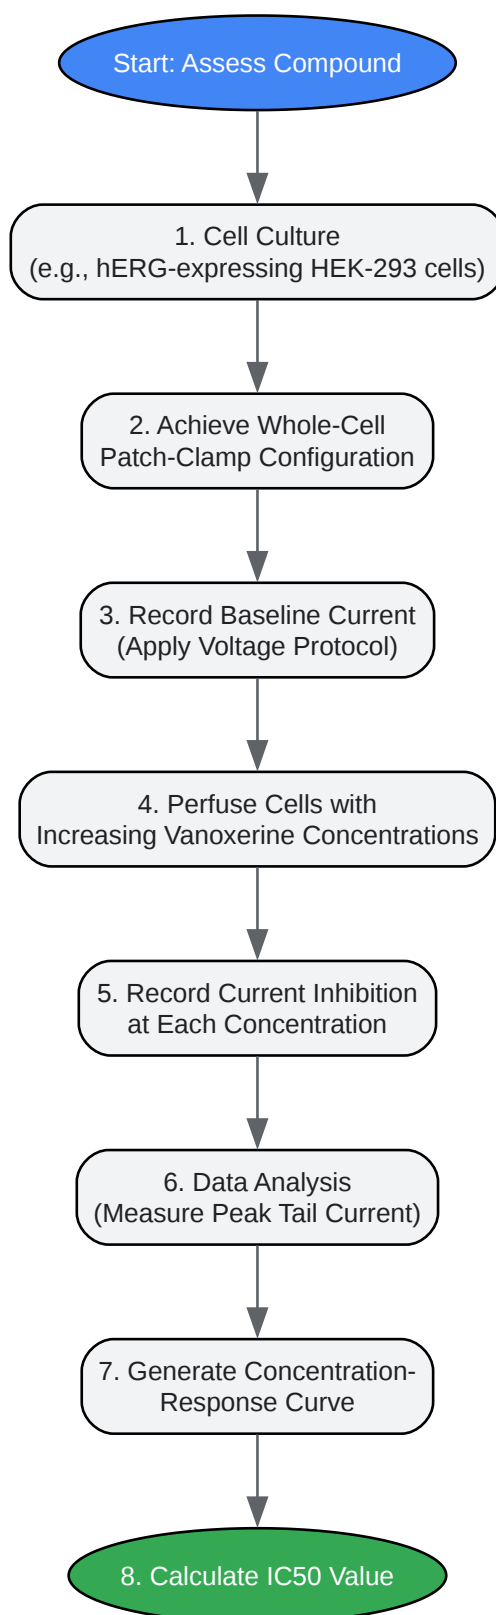 Start: Assess Compound
1. Cell Culture
(e.g., hERG-expressing HEK-293 cells)
2. Achieve Whole-Cell
Patch-Clamp Configuration
3. Record Baseline Current
(Apply Voltage Protocol)
4. Perfuse Cells with
Increasing Vanoxerine Concentrations
5. Record Current Inhibition
at Each Concentration
6. Data Analysis
(Measure Peak Tail Current)
7. Generate Concentration-
Response Curve
8. Calculate IC50 Value